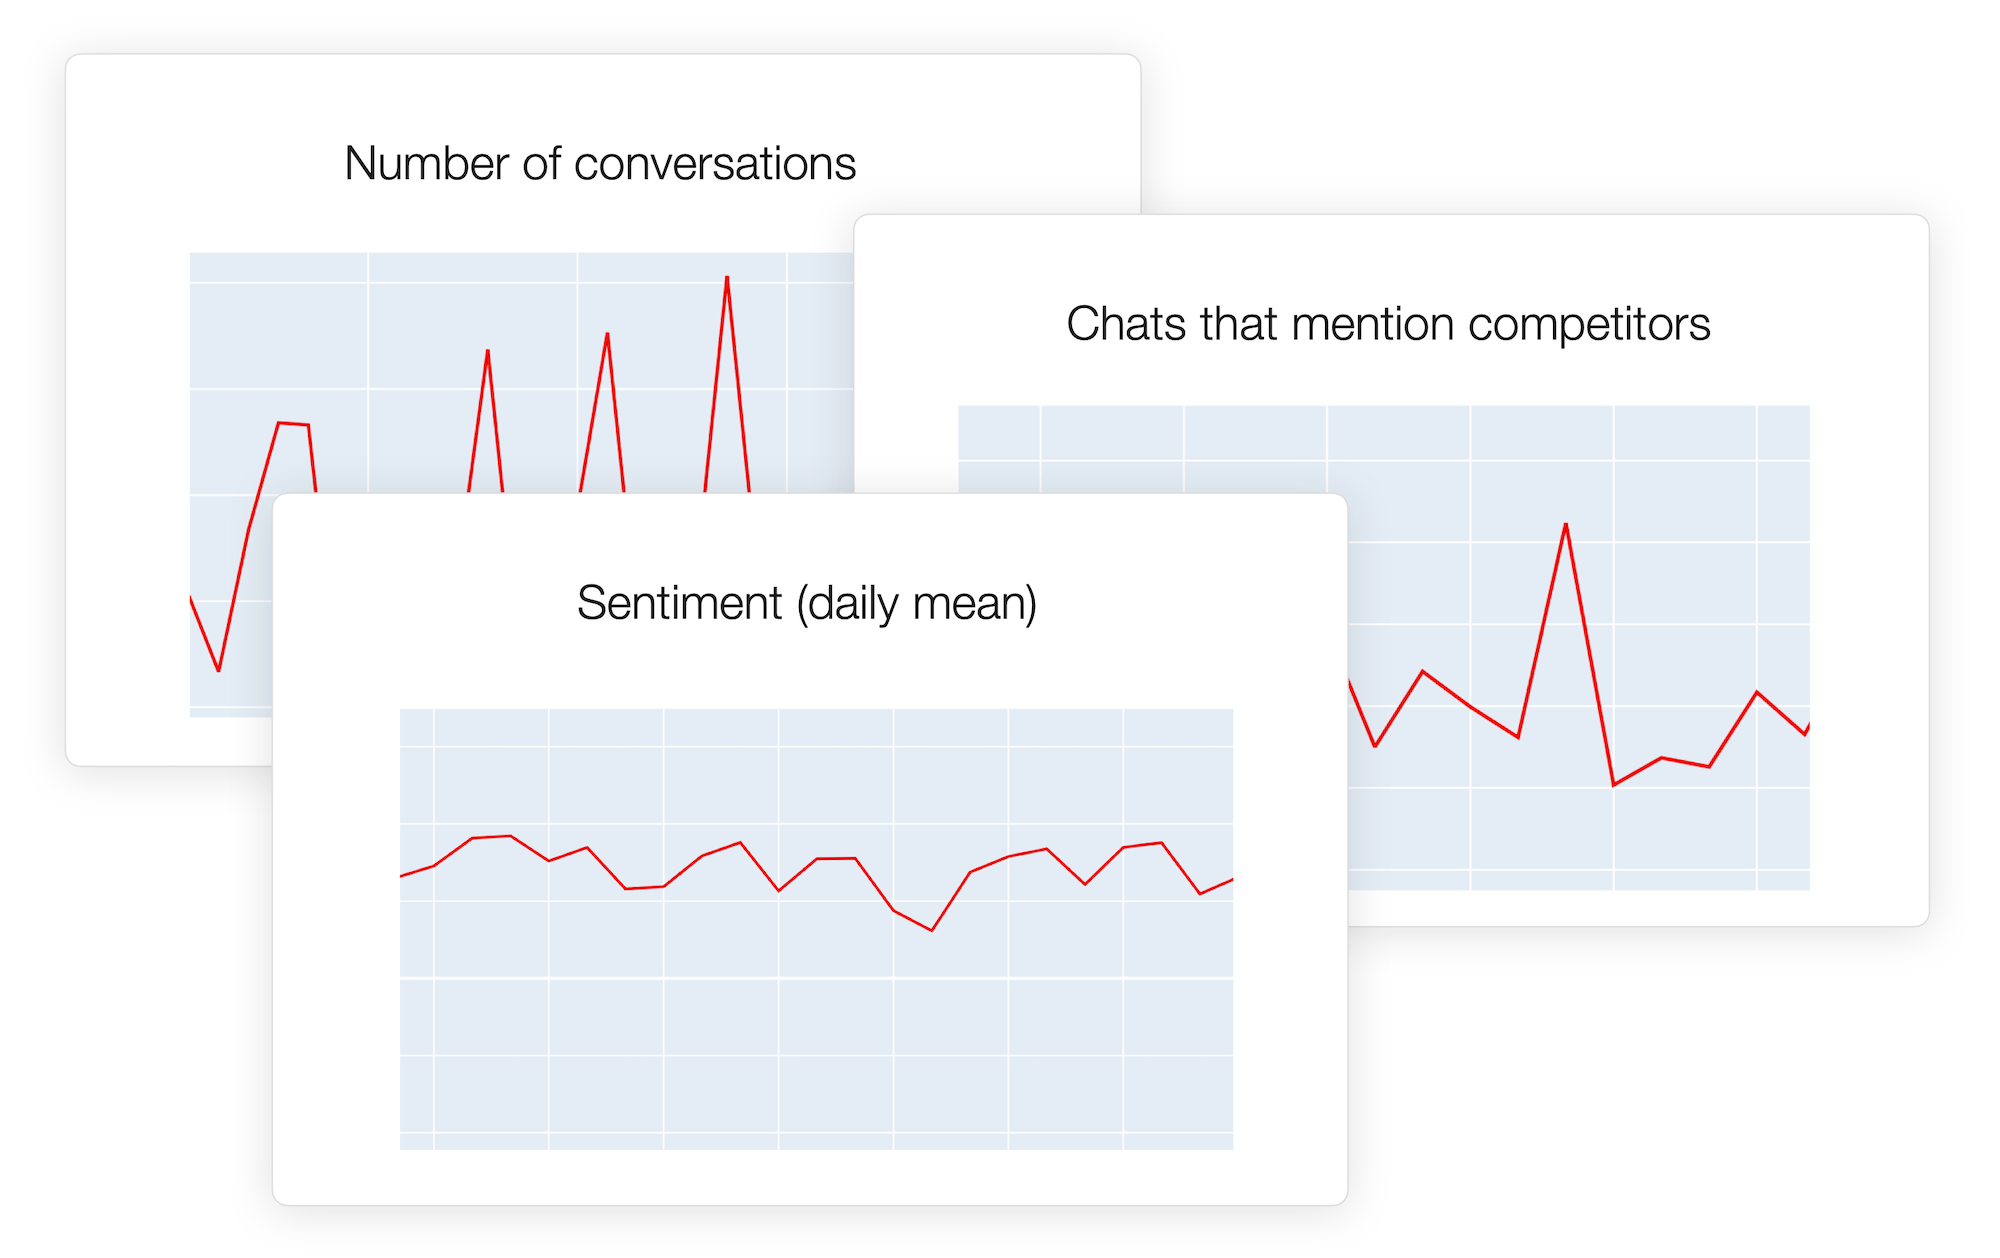 Number of conversations
Chats that mention competitors
Sentiment (daily mean)